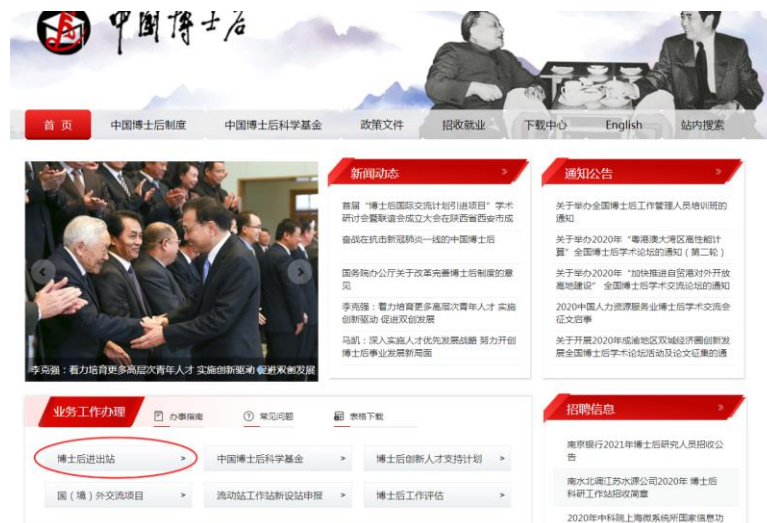 中国博士后
首 页
中国博士后制度
中国博士后科学基金
政策文件
招收就业
下载中心
English
站内搜索
新闻动态 »
首届“博士后国际交流计划引进项目”学术
研讨会暨联谊会成立大会在陕西省西安市成
奋战在抗击新冠肺炎一线的中国博士后
国务院办公厅关于改革完善博士后制度的意
见
李克强：着力培育更多高层次青年人才 实施
创新驱动 促进双创发展
马凯：深入实施人才优先发展战略 努力开创
博士后事业发展新局面
通知公告 »
关于举办全国博士后工作管理人员培训班的
通知
关于举办2020年“粤港澳大湾区高性能计
算”全国博士后学术论坛的通知（第二轮）
关于举办2020年“加快推进自贸港对外开放
高地建设” 全国博士后学术交流论坛的通知
2020中国人力资源服务业博士后学术交流会
征文启事
关于开展2020年成渝地区双城经济圈创新发
展全国博士后学术论坛活动及论文征集的通
李克强：着力培育更多高层次青年人才 实施创新驱动 促进双创发展
业务工作办理
办事指南
常见问题
表格下载
博士后进出站 >
中国博士后科学基金 >
博士后创新人才支持计划 >
国（境）外交流项目 >
流动站工作站新设站申报 >
博士后工作评估 >
招聘信息 »
南京银行2021年博士后研究人员招收公
告
南水北调江苏水源公司2020年 博士后
科研工作站招收简章
2020年中科院上海微系统所国家信息功